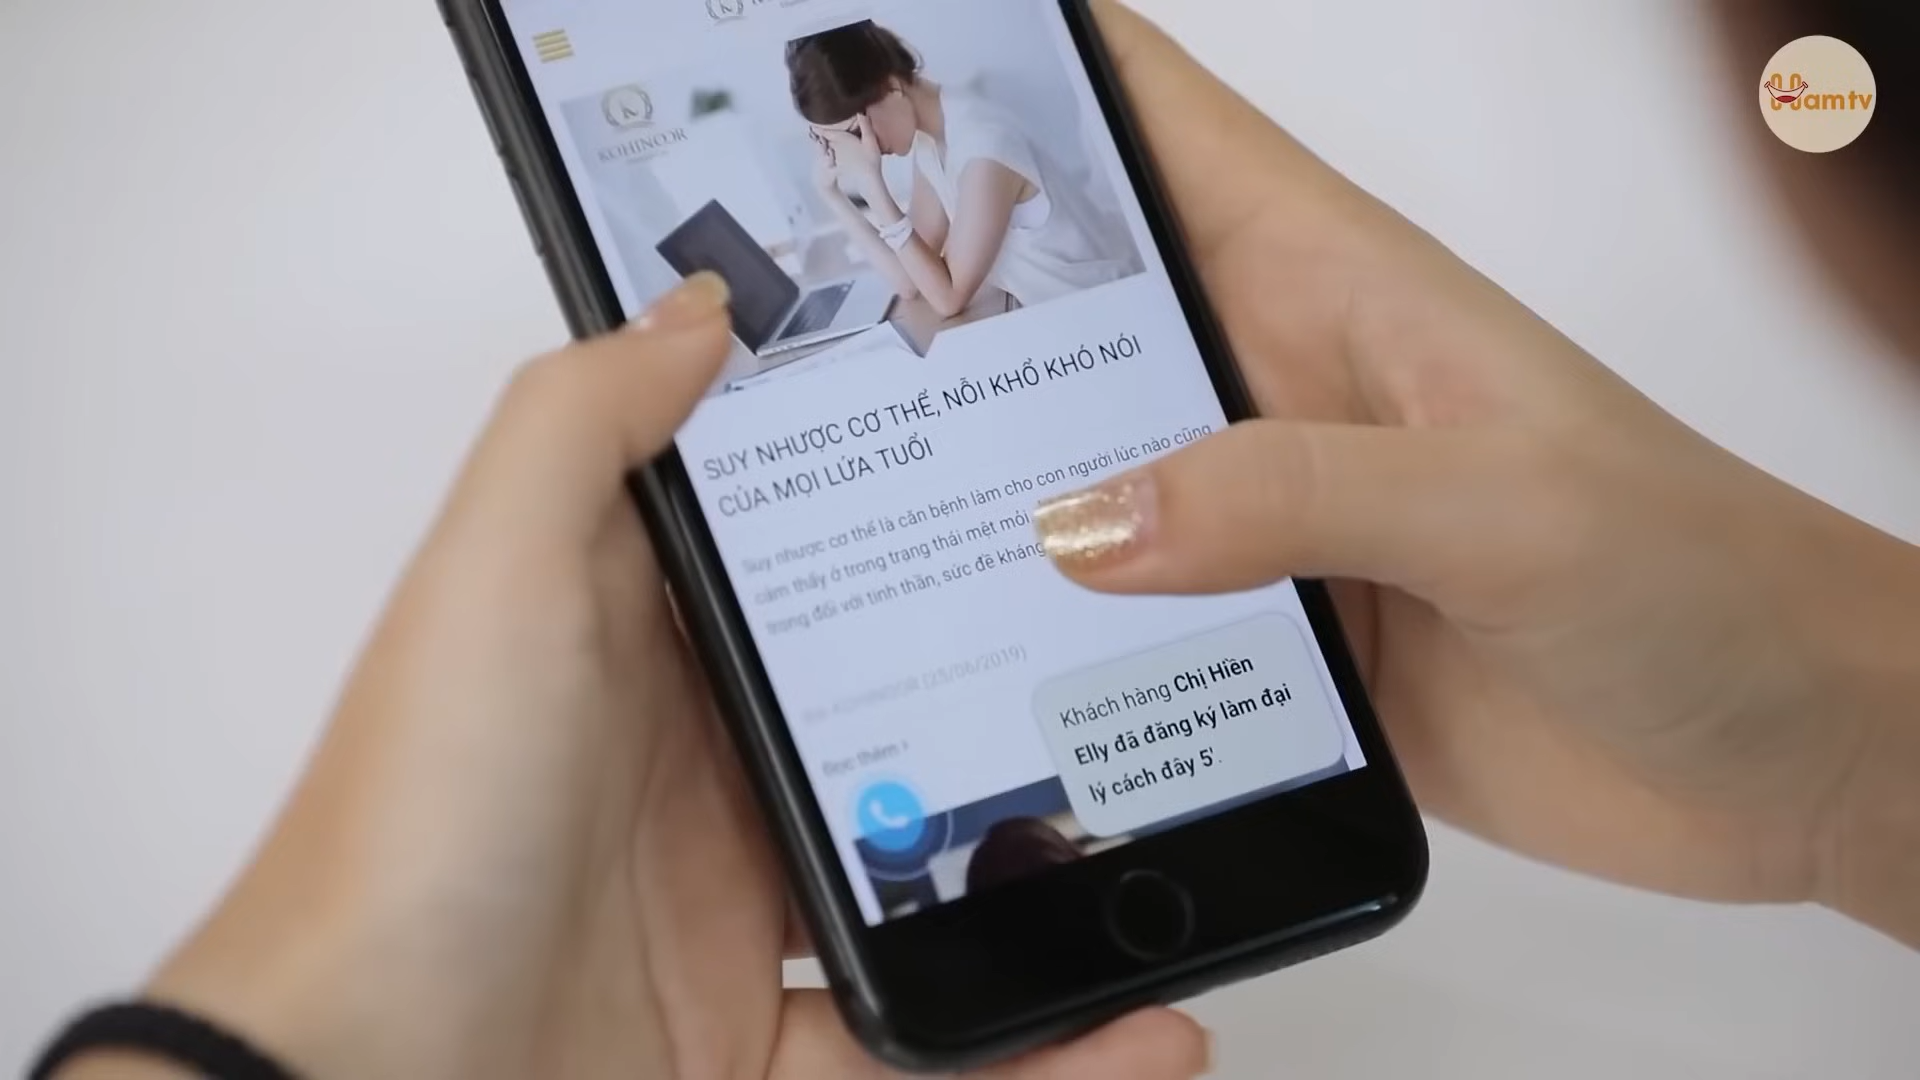 Hamtv
K
KOHINOOR
SUY NHƯỢC CƠ THỂ, NỖI KHỔ KHÓ NÓI
CỦA MỌI LỨA TUỔI
Suy nhược cơ thể là căn bệnh làm cho con người lúc nào cũng
cảm thấy ở trong trạng thái mệt mỏi
trọng đối với tinh thần, sức đề kháng
KOHINOOR (25/06/2019)
Đọc thêm ›
Khách hàng Chị Hiền
Elly đã đăng ký làm đại
lý cách đây 5'.